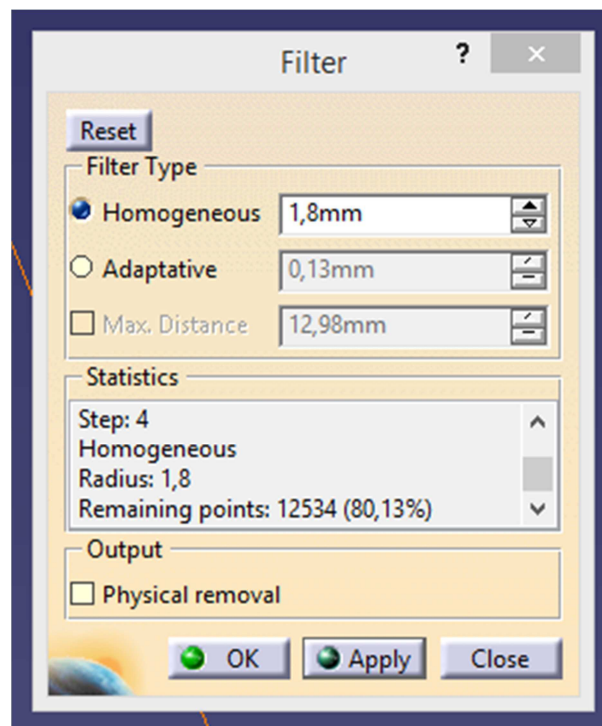 Filter ? ×
Reset
Filter Type
Homogeneous 1,8mm
Adaptative 0,13mm
Max. Distance 12,98mm
Statistics
Step: 4
Homogeneous
Radius: 1,8
Remaining points: 12534 (80,13%)
Output
Physical removal
OK Apply Close